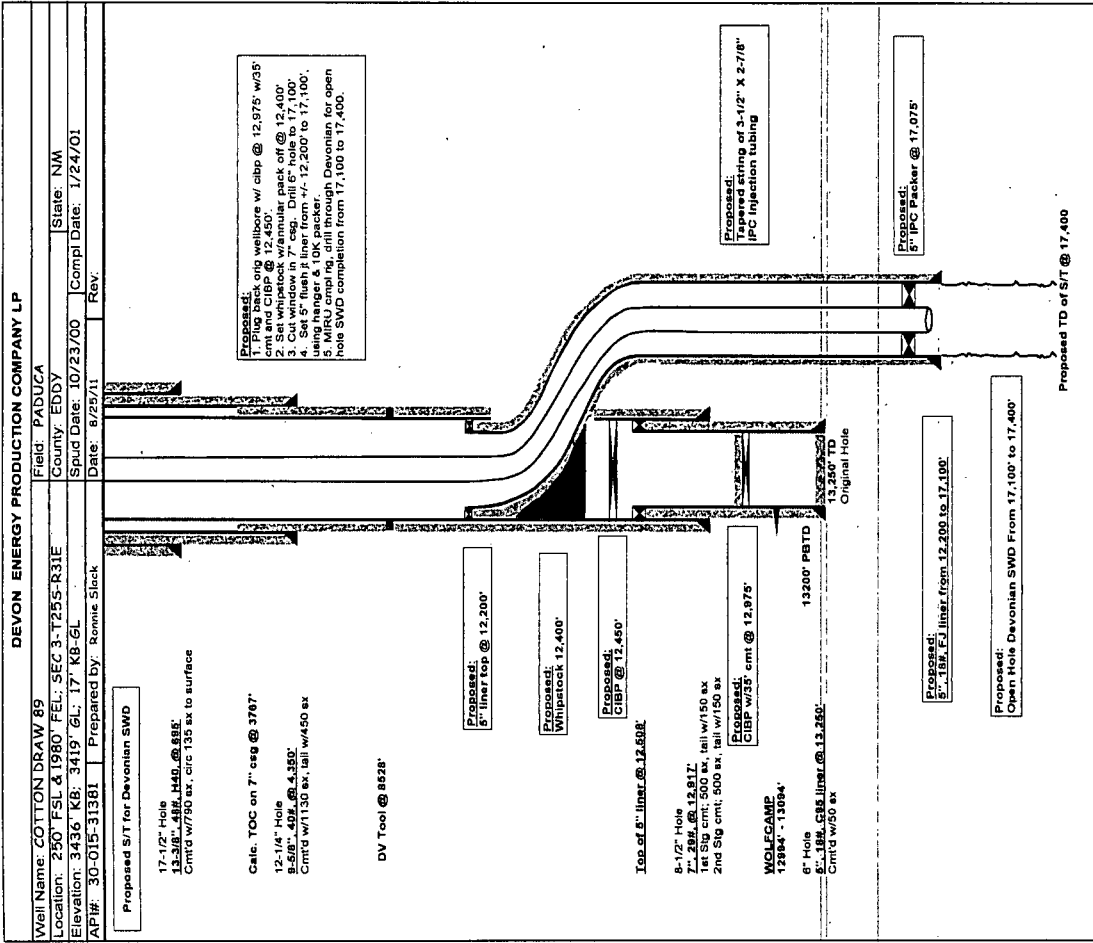 DEVON ENERGY PRODUCTION COMPANY LP
Well Name: COTTON DRAW 89
Field: PADUCA
Location: 250' FSL & 1980' FEL; SEC 3-T25S-R31E
County: EDDY
State: NM
Elevation: 3436' KB; 3419' GL; 17' KB-GL
Spud Date: 10/23/00
Compl Date: 1/24/01
API#: 30-015-31381
Prepared by: Ronnie Slack
Date: 8/25/11
Rev:
Proposed S/T for Devonian SWD
17-1/2" Hole
13-3/8", 48#, H40, @ 695'
Cmt'd w/790 sx, circ 135 sx to surface
Calc. TOC on 7" csg @ 3767'
12-1/4" Hole
9-5/8", 40#, @ 4,350'
Cmt'd w/1130 sx, tail w/450 sx
DV Tool @ 8528'
Proposed:
1. Plug back orig wellbore w/ cibp @ 12,975' w/35'
cmt and CIBP @ 12,450'.
2. Set whipstock w/annular pack off @ 12,400'
3. Cut window in 7" csg. Drill 6" hole to 17,100'
4. Set 5" flush jt liner from +/- 12,200' to 17,100',
using hanger & 10K packer.
5. MIRU cmpl rig, drill through Devonian for open
hole SWD completion from 17,100 to 17,400.
Proposed:
5" liner top @ 12,200'
Proposed:
Whipstock 12,400'
Proposed:
CIBP @ 12,450'
Top of 5" liner @ 12,508'
8-1/2" Hole
7", 29#, @ 12,917'
1st Stg cmt; 500 sx, tail w/150 sx
2nd Stg cmt; 500 sx, tail w/150 sx
Proposed:
CIBP w/35' cmt @ 12,975'
WOLFCAMP
12994' - 13094'
13200' PBTD
6" Hole
5", 18#, C95 liner @ 13,250'
Cmt'd w/50 sx
13,250' TD
Original Hole
Proposed:
Tapered string of 3-1/2" X 2-7/8"
IPC Injection tubing
Proposed:
5" IPC Packer @ 17,075'
Proposed:
5", 18#, FJ liner from 12,200 to 17,100'
Proposed:
Open Hole Devonian SWD From 17,100' to 17,400'
Proposed TD of S/T @ 17,400